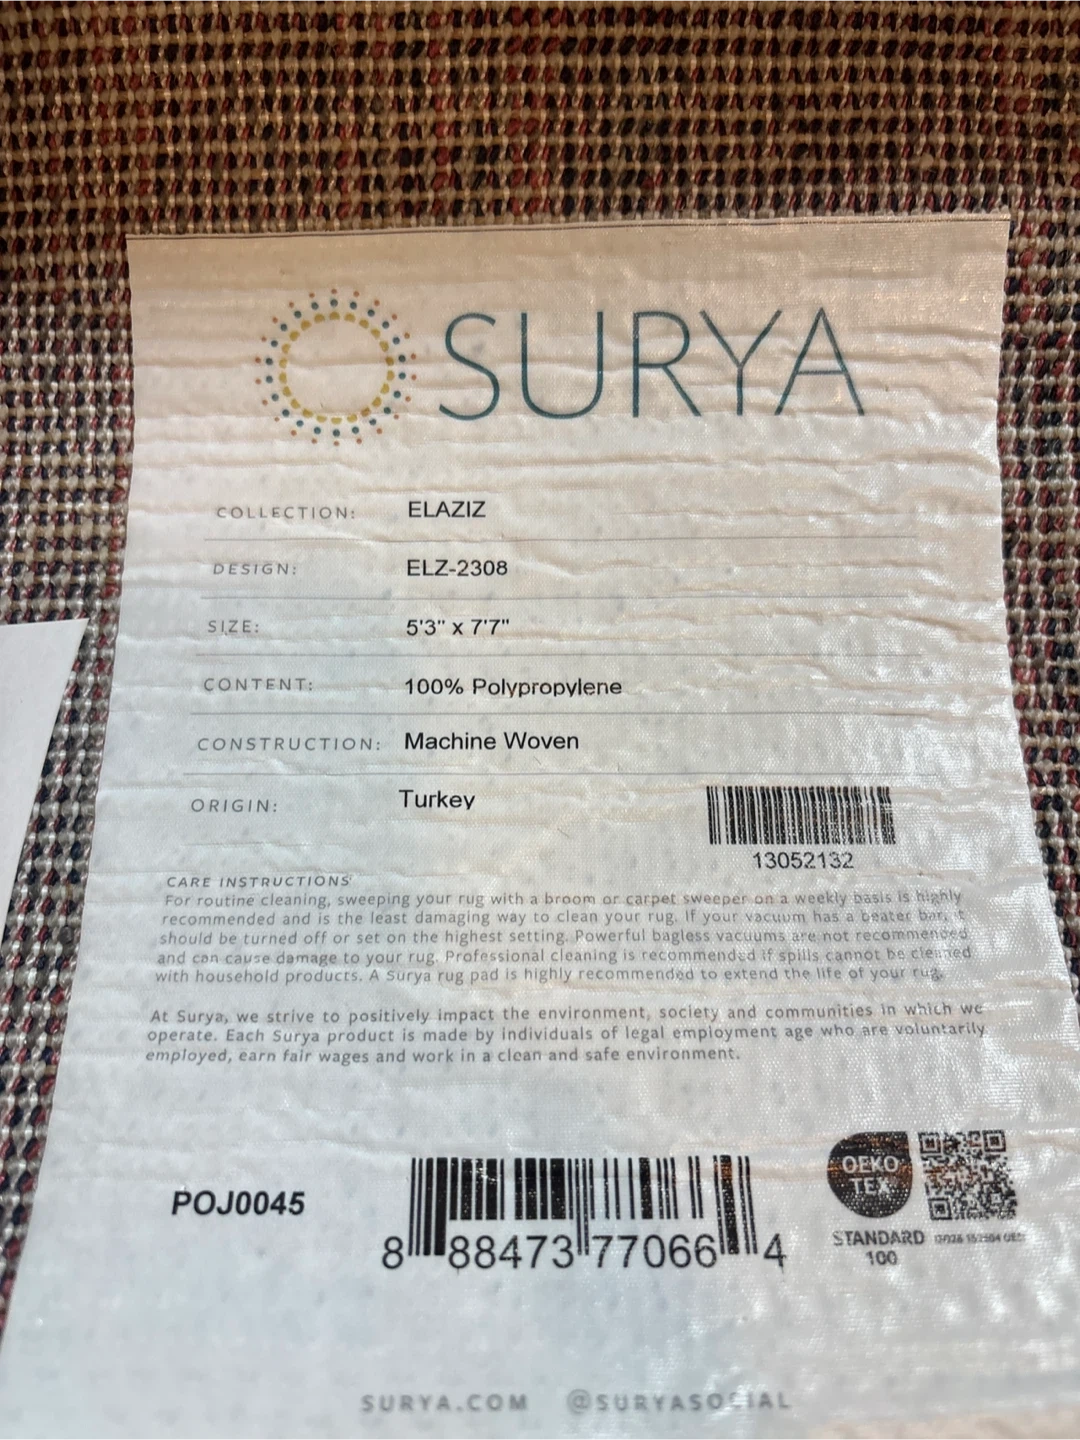 SURYA
COLLECTION: ELAZIZ
DESIGN: ELZ-2308
SIZE: 5'3" x 7'7"
CONTENT: 100% Polypropylene
CONSTRUCTION: Machine Woven
ORIGIN: Turkey
13052132
CARE INSTRUCTIONS
For routine cleaning, sweeping your rug with a broom or carpet sweeper on a weekly basis is highly
recommended and is the least damaging way to clean your rug. If your vacuum has a beater bar, it
should be turned off or set on the highest setting. Powerful bagless vacuums are not recommended
and can cause damage to your rug. Professional cleaning is recommended if spills cannot be cleaned
with household products. A Surya rug pad is highly recommended to extend the life of your rug.
At Surya, we strive to positively impact the environment, society and communities in which we
operate. Each Surya product is made by individuals of legal employment age who are voluntarily
employed, earn fair wages and work in a clean and safe environment.
POJ0045
8 88473 77066 4
OEKO
TEX
STANDARD
100
SURYA.COM @SURYASOCIAL